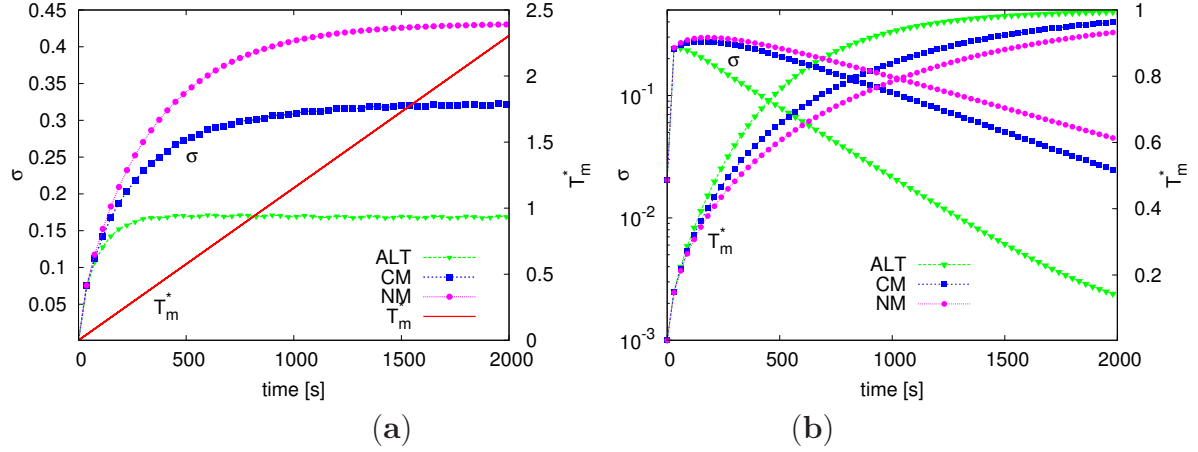 0.45
0.4
0.35
0.3
0.25
0.2
0.15
0.1
0.05
σ
2.5
2
1.5
1
0.5
0
T*m
σ
T*m
ALT
CM
NM
T*m
0 500 1000 1500 2000
time [s]
(a)
10-1
10-2
10-3
σ
1
0.8
0.6
0.4
0.2
T*m
σ
T*m
ALT
CM
NM
0 500 1000 1500 2000
time [s]
(b)